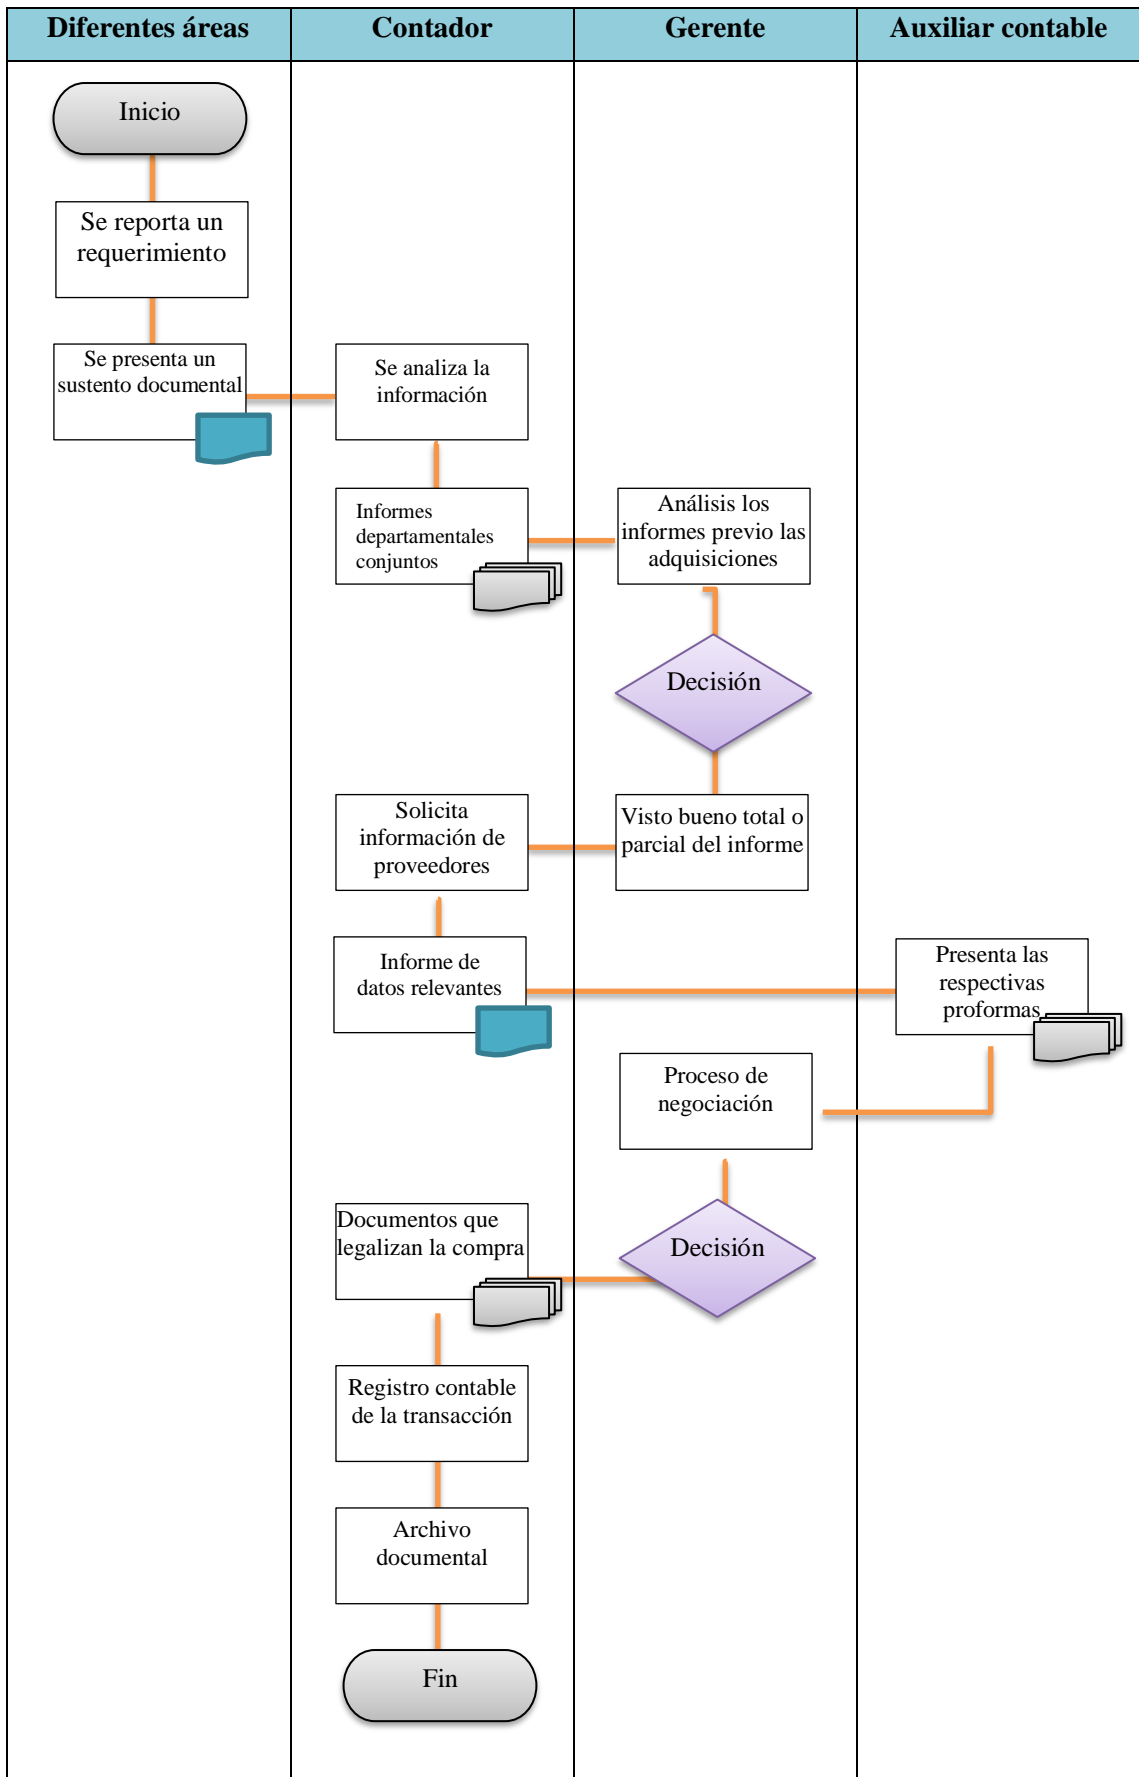 Diferentes áreas
Contador
Gerente
Auxiliar contable
Inicio
Se reporta un
requerimiento
Se presenta un
sustento documental
Se analiza la
información
Informes
departamentales
conjuntos
Análisis los
informes previo las
adquisiciones
Decisión
Visto bueno total o
parcial del informe
Solicita
información de
proveedores
Informe de
datos relevantes
Presenta las
respectivas
proformas
Proceso de
negociación
Decisión
Documentos que
legalizan la compra
Registro contable
de la transacción
Archivo
documental
Fin